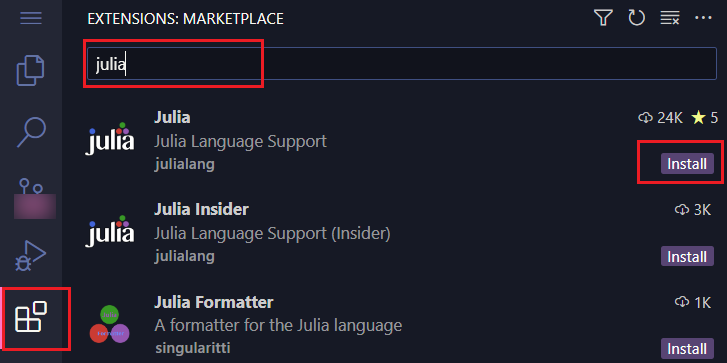 EXTENSIONS: MARKETPLACE
julia
Julia
24K 5
julia
Julia Language Support
julialang
Install
Julia Insider
3K
julia
Julia Language Support (Insider)
julialang
Install
Julia Formatter
1K
A formatter for the Julia language
singularitti
Install